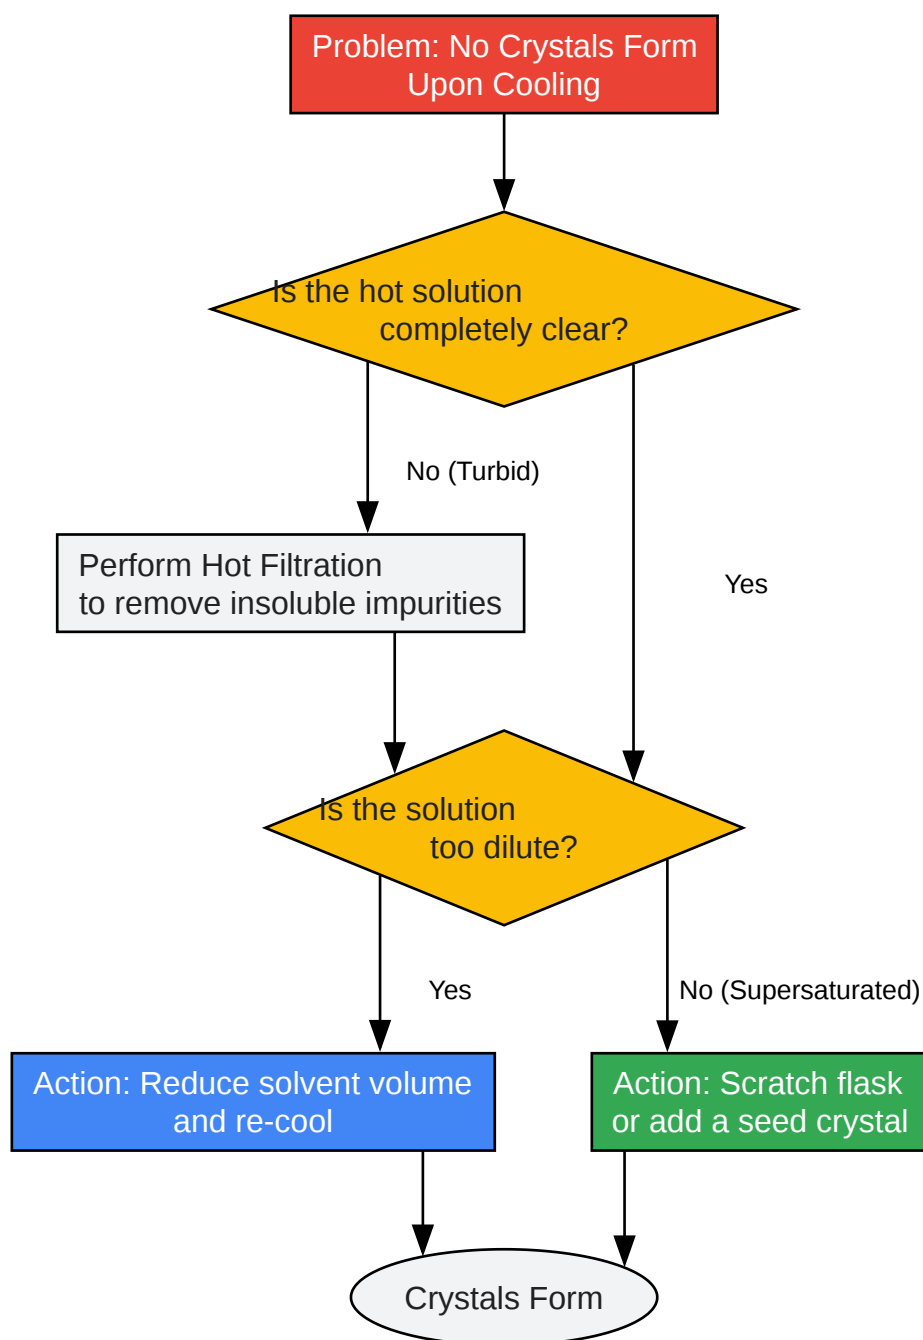 Problem: No Crystals Form
Upon Cooling
Is the hot solution
completely clear?
No (Turbid)
Perform Hot Filtration
to remove insoluble impurities
Yes
Is the solution
too dilute?
Yes
No (Supersaturated)
Action: Reduce solvent volume
and re-cool
Action: Scratch flask
or add a seed crystal
Crystals Form